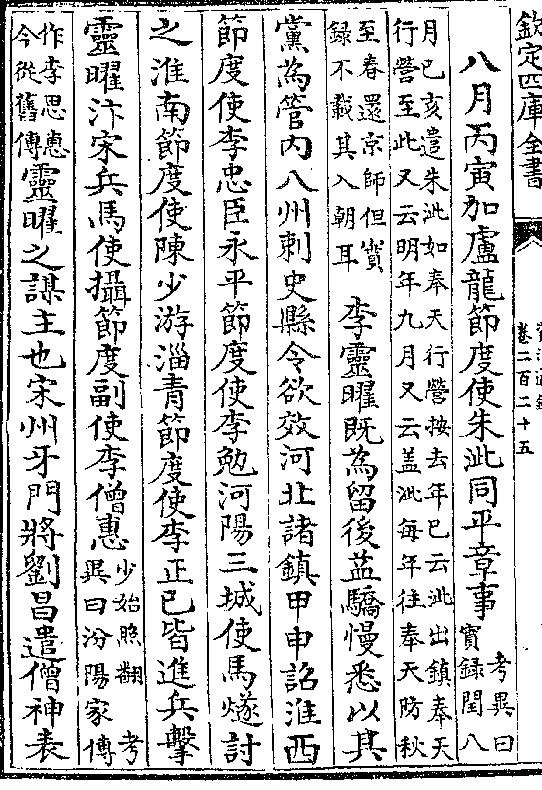 欽定四庫全書
資治通鑑
卷二百二十五
八月丙寅加盧龍節度使朱泚同平章事考異曰實錄閏八
月巳亥遣朱泚如奉天行營按去年已云泚出鎮奉天
行營至此又云明年九月又云蓋泚每年往奉天防秋
至春還京師但實錄不載其入朝耳李靈曜既為留後益驕慢悉以其
黨為管內八州刺史縣令欲效河北諸鎮甲申詔淮西
節度使李忠臣永平節度使李勉河陽三城使馬燧討
之淮南節度使陳少游淄青節度使李正已皆進兵擊
靈曜汴宋兵馬使攝節度副使李僧惠少始照翻考異曰汾陽家傳
作李思惠今從舊傳靈曜之謀主也宋州牙門將劉昌遣僧神表